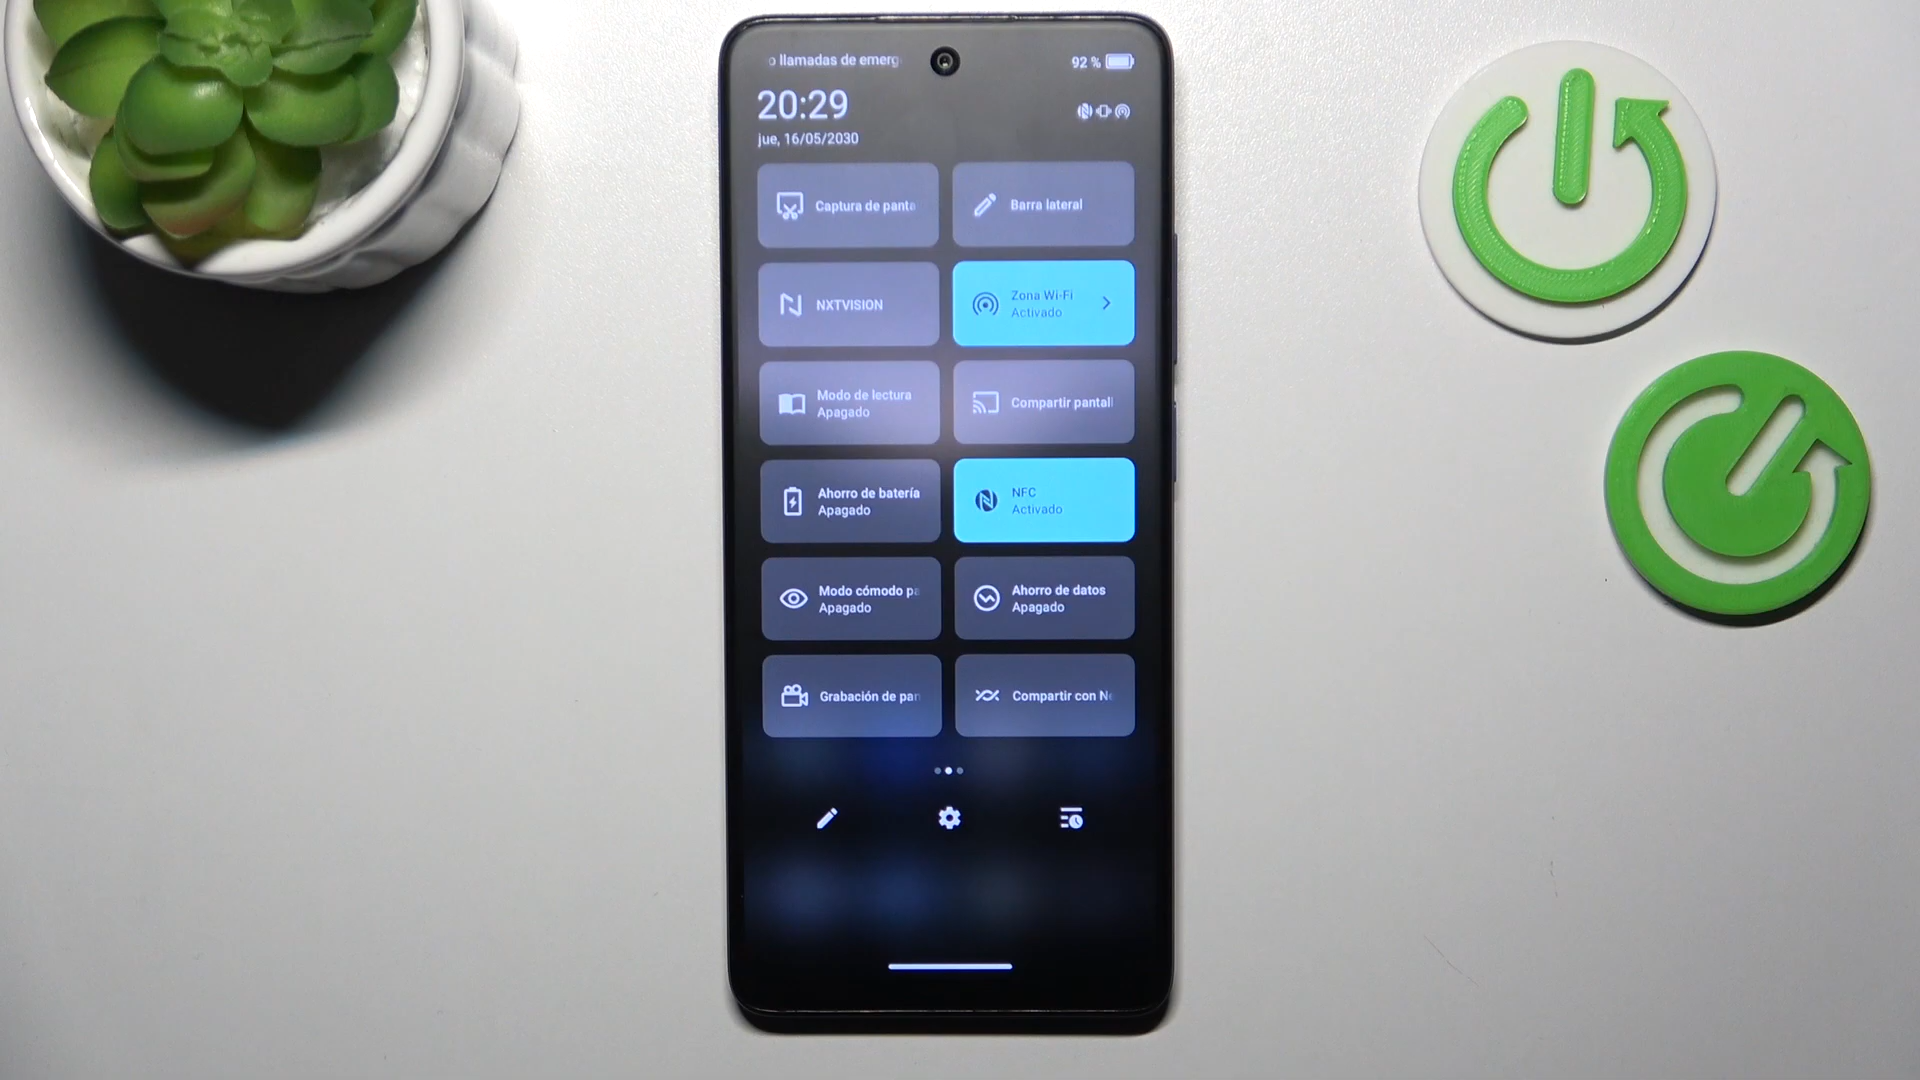 o llamadas de emerg
92 %
20:29
jue, 16/05/2030
Captura de panta
Barra lateral
NXTVISION
Zona Wi-Fi
Activado
Modo de lectura
Apagado
Compartir pantall
Ahorro de batería
Apagado
NFC
Activado
Modo cómodo pa
Apagado
Ahorro de datos
Apagado
Grabación de pan
Compartir con Ne